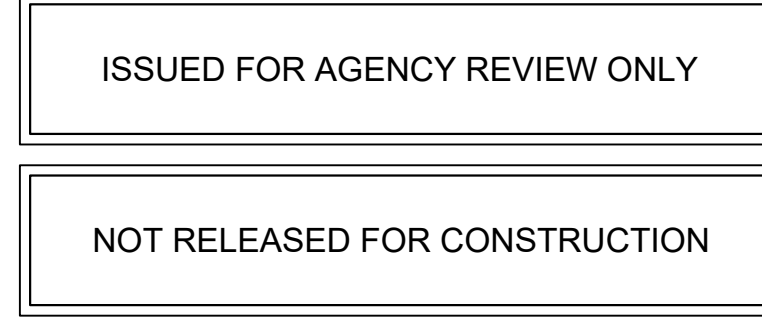 ISSUED FOR AGENCY REVIEW ONLY
NOT RELEASED FOR CONSTRUCTION